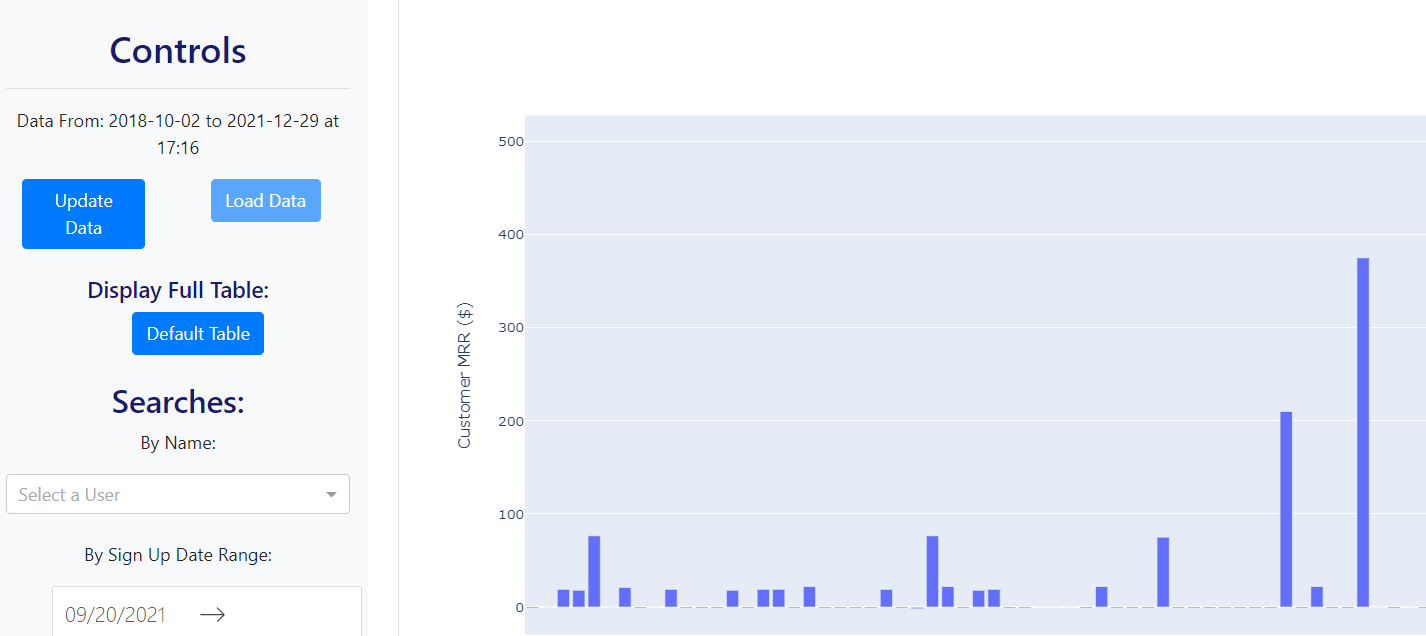 Controls
Data From: 2018-10-02 to 2021-12-29 at
17:16
Update
Data
Load Data
Display Full Table:
Default Table
Searches:
By Name:
Select a User
By Sign Up Date Range:
09/20/2021
Customer MRR ($)
500
400
300
200
100
0